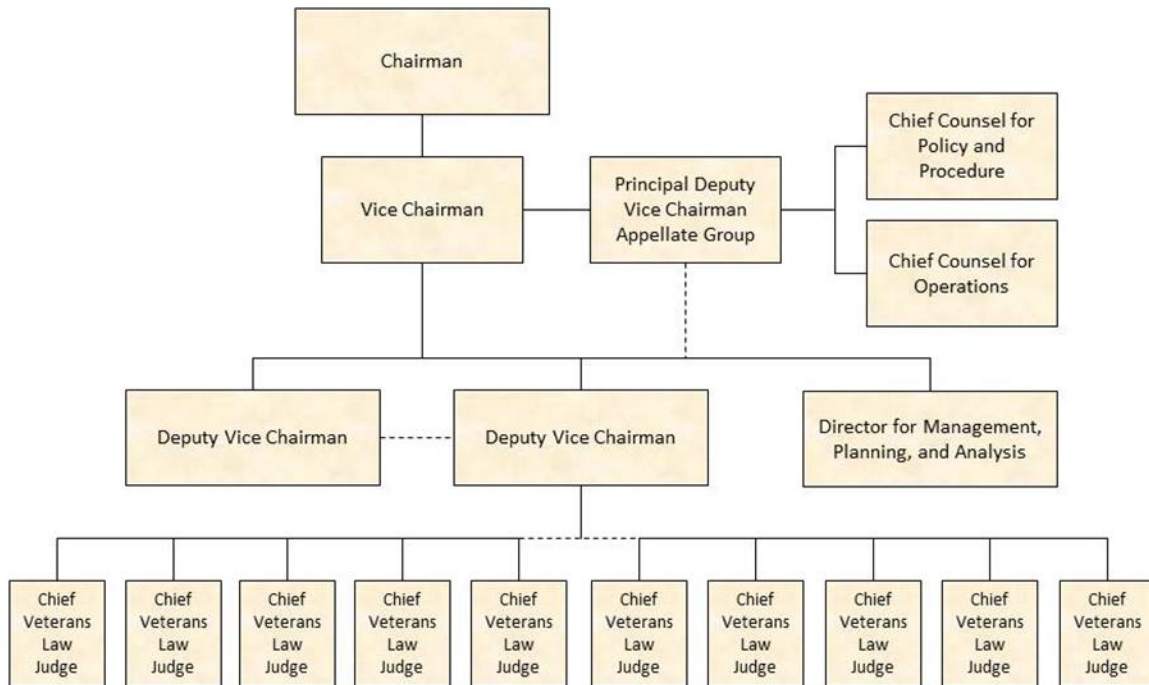 Chairman
Vice Chairman
Principal Deputy
Vice Chairman
Appellate Group
Chief Counsel for
Policy and
Procedure
Chief Counsel for
Operations
Deputy Vice Chairman
Deputy Vice Chairman
Director for Management,
Planning, and Analysis
Chief
Veterans
Law
Judge
Chief
Veterans
Law
Judge
Chief
Veterans
Law
Judge
Chief
Veterans
Law
Judge
Chief
Veterans
Law
Judge
Chief
Veterans
Law
Judge
Chief
Veterans
Law
Judge
Chief
Veterans
Law
Judge
Chief
Veterans
Law
Judge
Chief
Veterans
Law
Judge